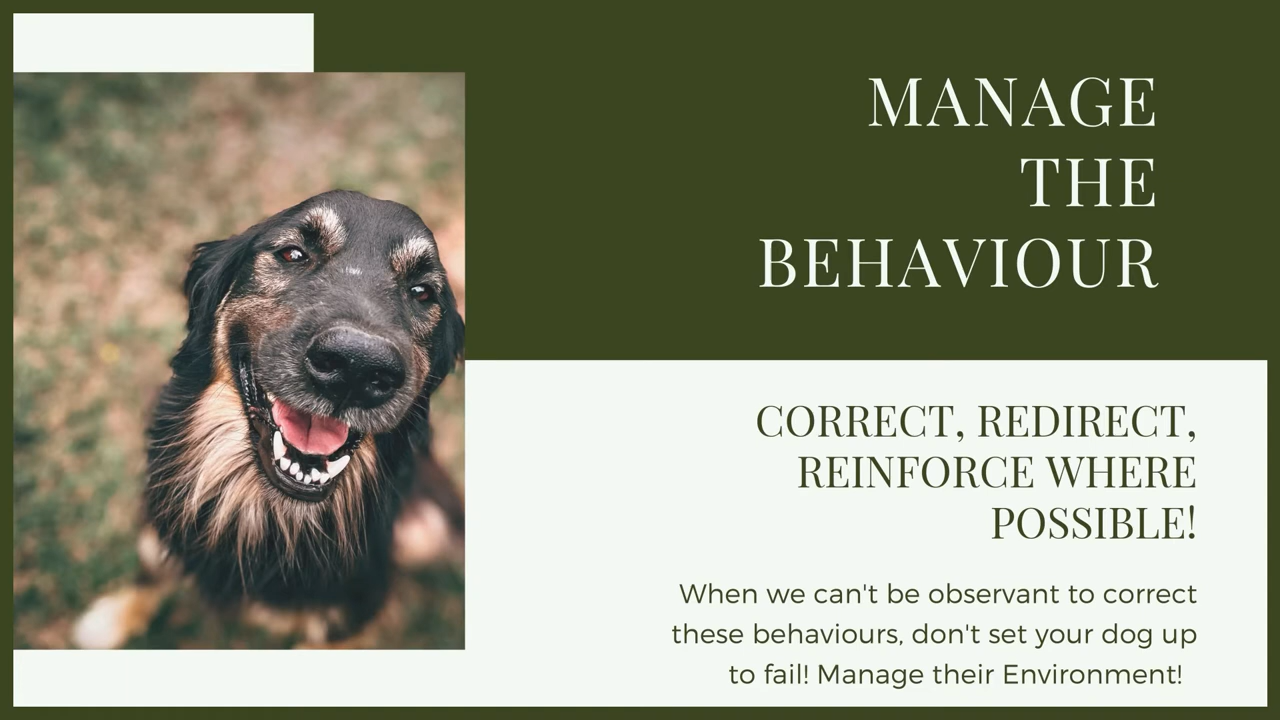 MANAGE
THE
BEHAVIOUR
CORRECT, REDIRECT,
REINFORCE WHERE
POSSIBLE!
When we can't be observant to correct
these behaviours, don't set your dog up
to fail! Manage their Environment!